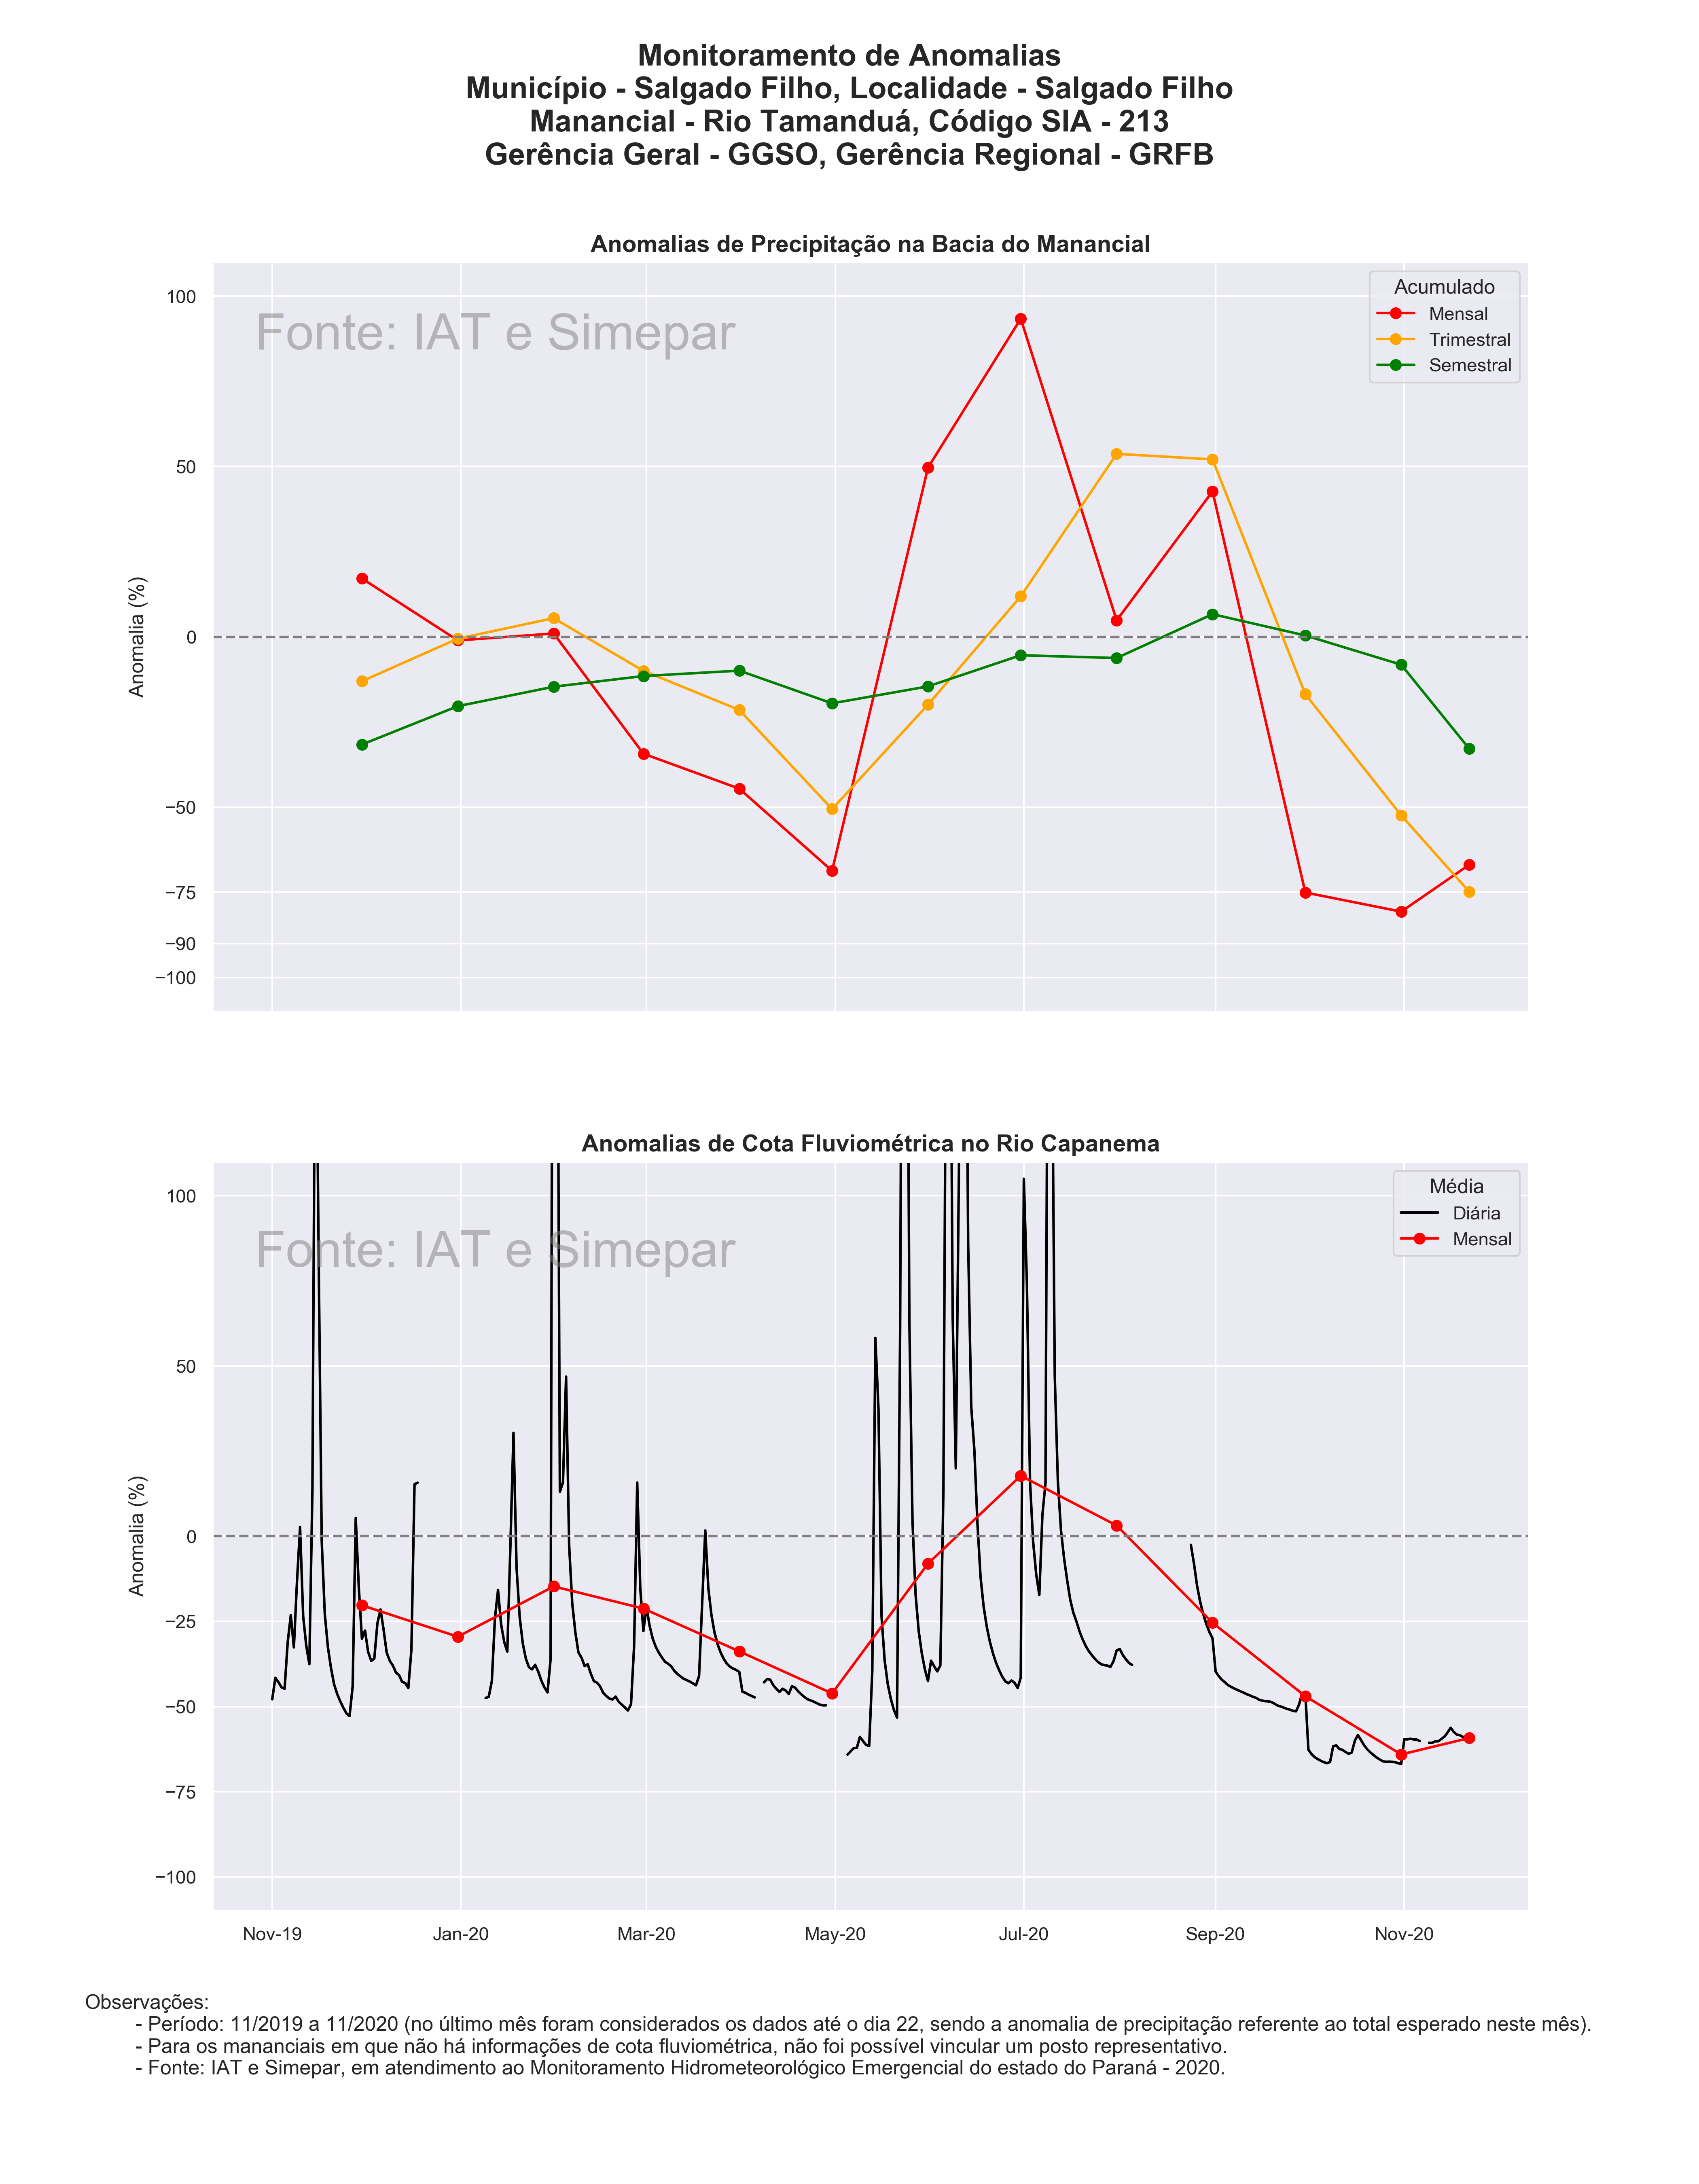 Monitoramento de Anomalias
Município - Salgado Filho, Localidade - Salgado Filho
Manancial - Rio Tamanduá, Código SIA - 213
Gerência Geral - GGSO, Gerência Regional - GRFB
Anomalias de Precipitação na Bacia do Manancial
Fonte: IAT e Simepar
Acumulado
Mensal
Trimestral
Semestral
Anomalia (%)
100
50
0
−50
−75
−90
−100
Anomalias de Cota Fluviométrica no Rio Capanema
Fonte: IAT e Simepar
Média
Diária
Mensal
Anomalia (%)
100
50
0
−25
−50
−75
−100
Nov-19 Jan-20 Mar-20 May-20 Jul-20 Sep-20 Nov-20
Observações:
- Período: 11/2019 a 11/2020 (no último mês foram considerados os dados até o dia 22, sendo a anomalia de precipitação referente ao total esperado neste mês).
- Para os mananciais em que não há informações de cota fluviométrica, não foi possível vincular um posto representativo.
- Fonte: IAT e Simepar, em atendimento ao Monitoramento Hidrometeorológico Emergencial do estado do Paraná - 2020.